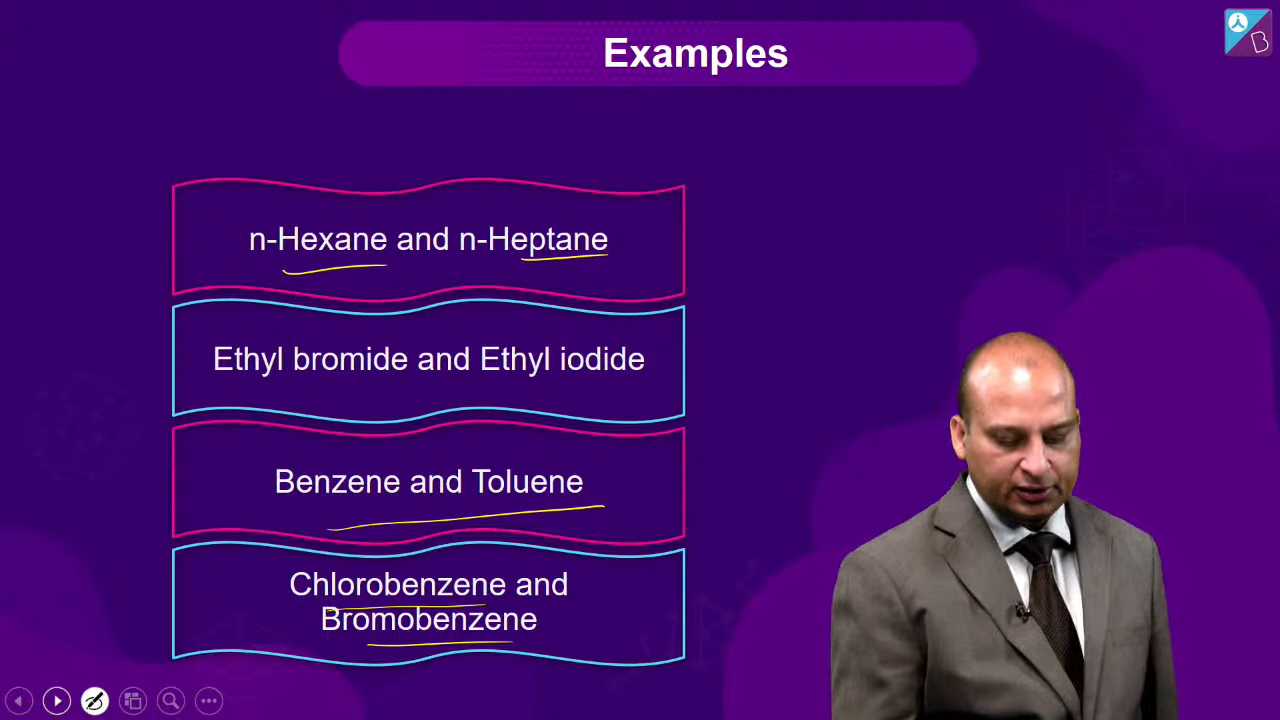 Examples
n-Hexane and n-Heptane
Ethyl bromide and Ethyl iodide
Benzene and Toluene
Chlorobenzene and
Bromobenzene
B